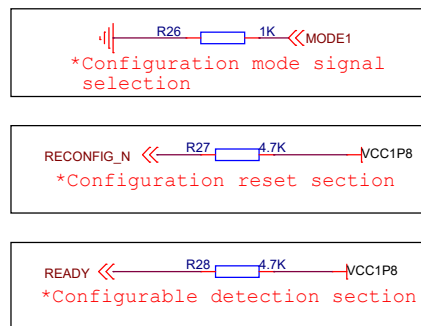 R26 1K MODE1
*Configuration mode signal
selection
RECONFIG_N R27 4.7K VCC1P8
*Configuration reset section
READY R28 4.7K VCC1P8
*Configurable detection section